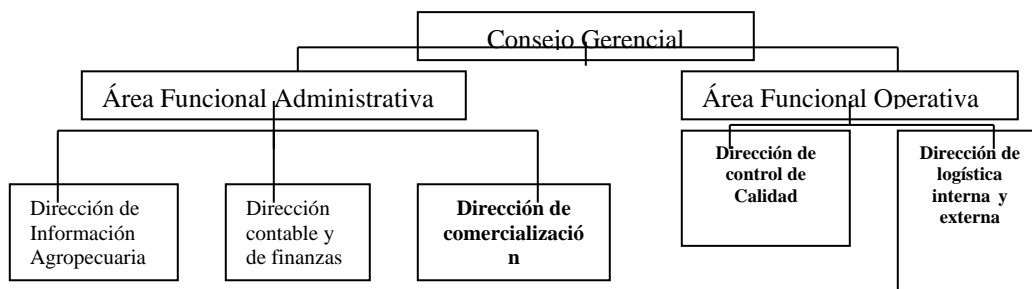 Consejo Gerencial
Área Funcional Administrativa
Área Funcional Operativa
Dirección de
Información
Agropecuaria
Dirección
contable y
de finanzas
Dirección de
comercializació
n
Dirección de
control de
Calidad
Dirección de
logística
interna y
externa